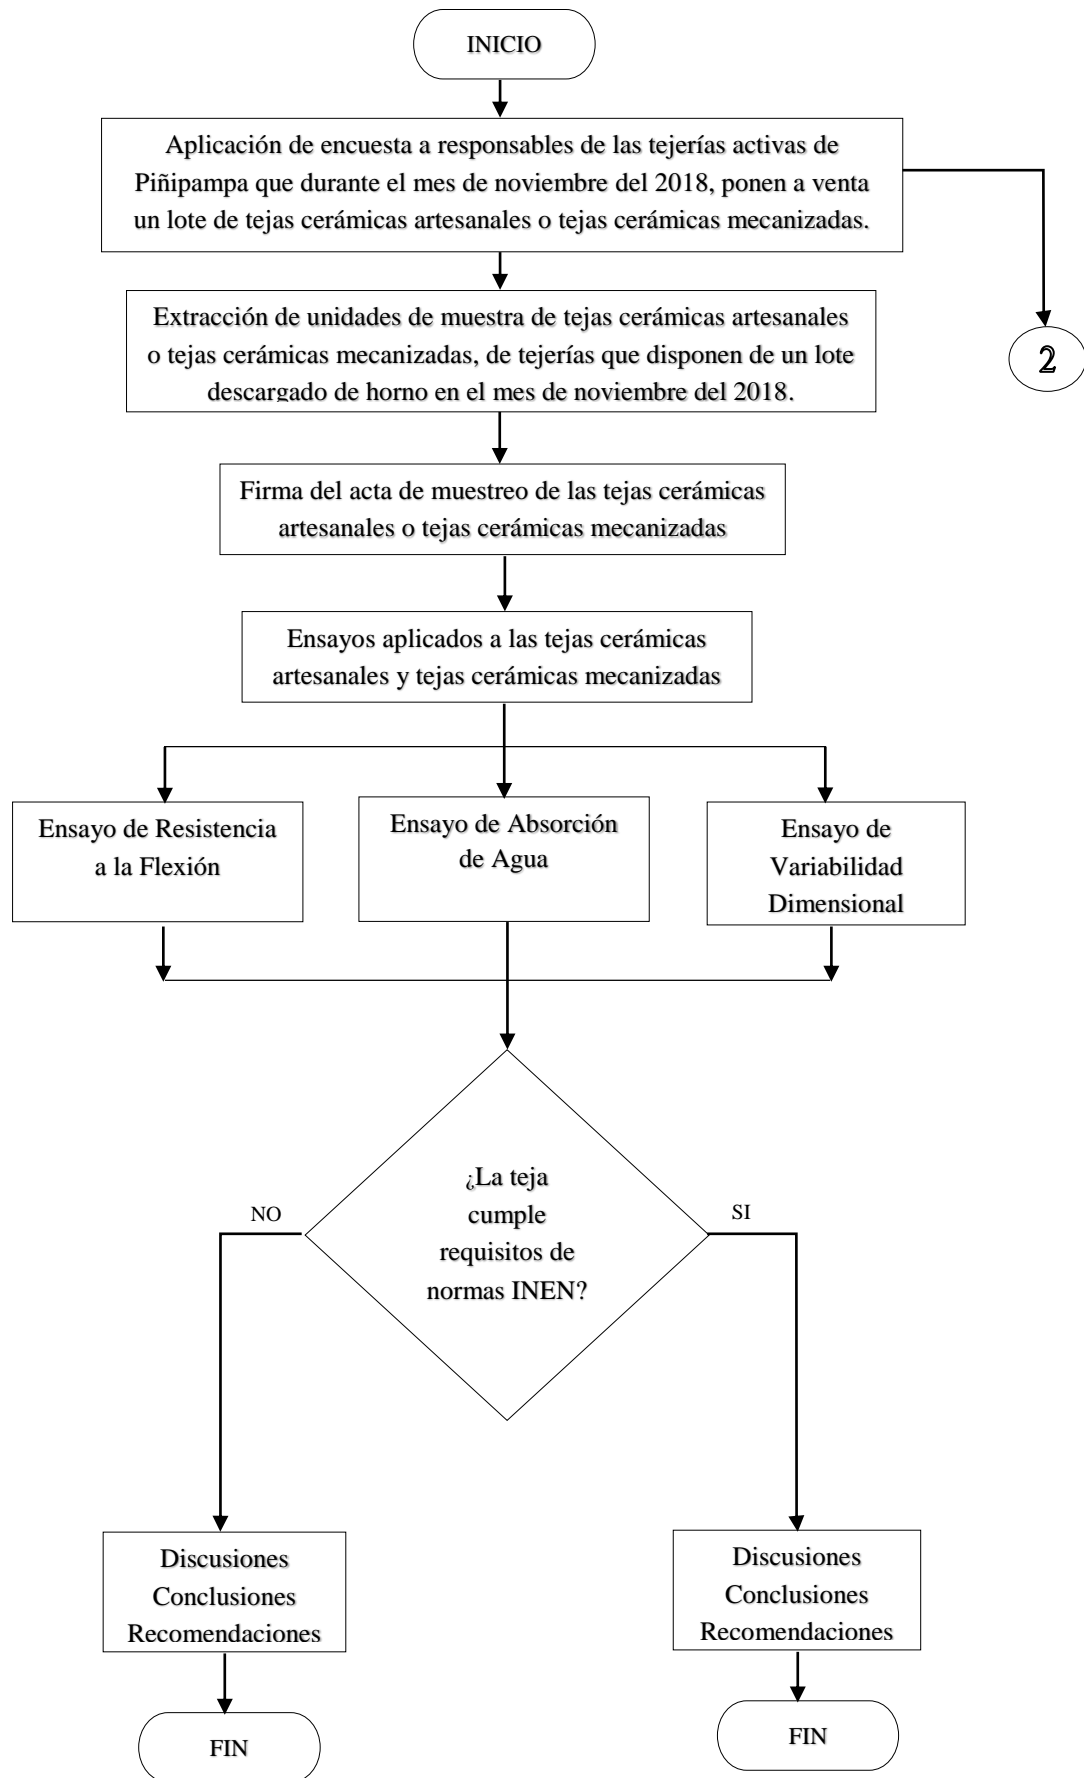 INICIO
Aplicación de encuesta a responsables de las tejerías activas de
Piñipampa que durante el mes de noviembre del 2018, ponen a venta
un lote de tejas cerámicas artesanales o tejas cerámicas mecanizadas.
Extracción de unidades de muestra de tejas cerámicas artesanales
o tejas cerámicas mecanizadas, de tejerías que disponen de un lote
descargado de horno en el mes de noviembre del 2018.
2
Firma del acta de muestreo de las tejas cerámicas
artesanales o tejas cerámicas mecanizadas
Ensayos aplicados a las tejas cerámicas
artesanales y tejas cerámicas mecanizadas
Ensayo de Resistencia
a la Flexión
Ensayo de Absorción
de Agua
Ensayo de
Variabilidad
Dimensional
¿La teja
cumple
requisitos de
normas INEN?
NO
SI
Discusiones
Conclusiones
Recomendaciones
Discusiones
Conclusiones
Recomendaciones
FIN
FIN